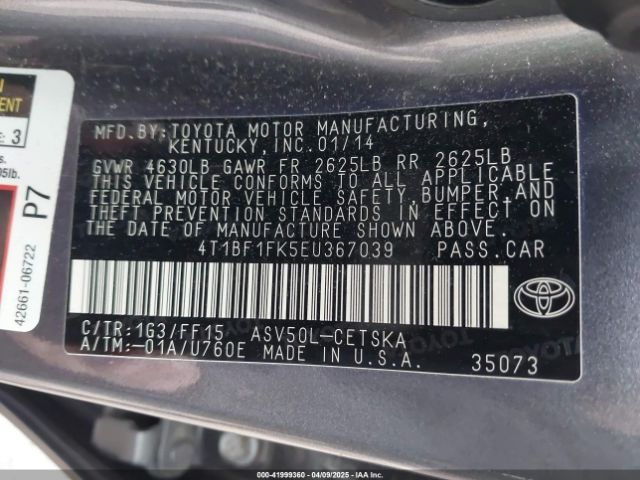 MFD.BY:TOYOTA MOTOR MANUFACTURING,
KENTUCKY, INC. 01/14
GVWR 4630LB GAWR FR 2625LB RR 2625LB
THIS VEHICLE CONFORMS TO ALL APPLICABLE
FEDERAL MOTOR VEHICLE SAFETY, BUMPER, AND
THEFT PREVENTION STANDARDS IN EFFECT ON
THE DATE OF MANUFACTURE SHOWN ABOVE.
4T1BF1FK5EU367039 PASS.CAR
C/TR:1G3/FF15 ASV50L-CETSKA
A/TM:-01A/U760E MADE IN U.S.A. 35073
: 3
P7
42661-06722
000-41999360 - 04/09/2025 - IAAI.COM